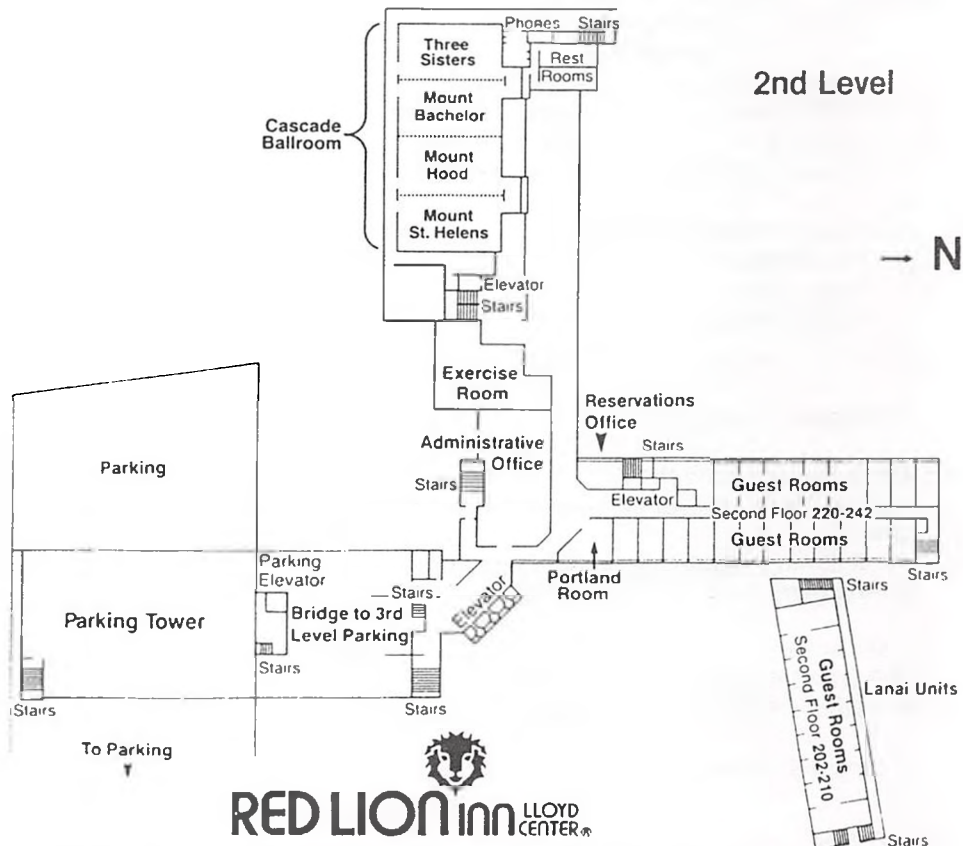 Phones
Stairs
Three
Sisters
Rest
Rooms
2nd Level
Mount
Bachelor
Cascade
Ballroom
Mount
Hood
Mount
St. Helens
N
Elevator
Stairs
Exercise
Room
Reservations
Office
Stairs
Administrative
Office
Parking
Stairs
Guest Rooms
Elevator
Second Floor 220-242
Guest Rooms
Parking
Elevator
Portland
Room
Stairs
Stairs
Elevator
Stairs
Bridge to 3rd
Level Parking
Parking Tower
Stairs
Guest Rooms
Second Floor 202-210
Lanai Units
Stairs
Stairs
To Parking
RED LION inn LLOYD
CENTER®
Stairs